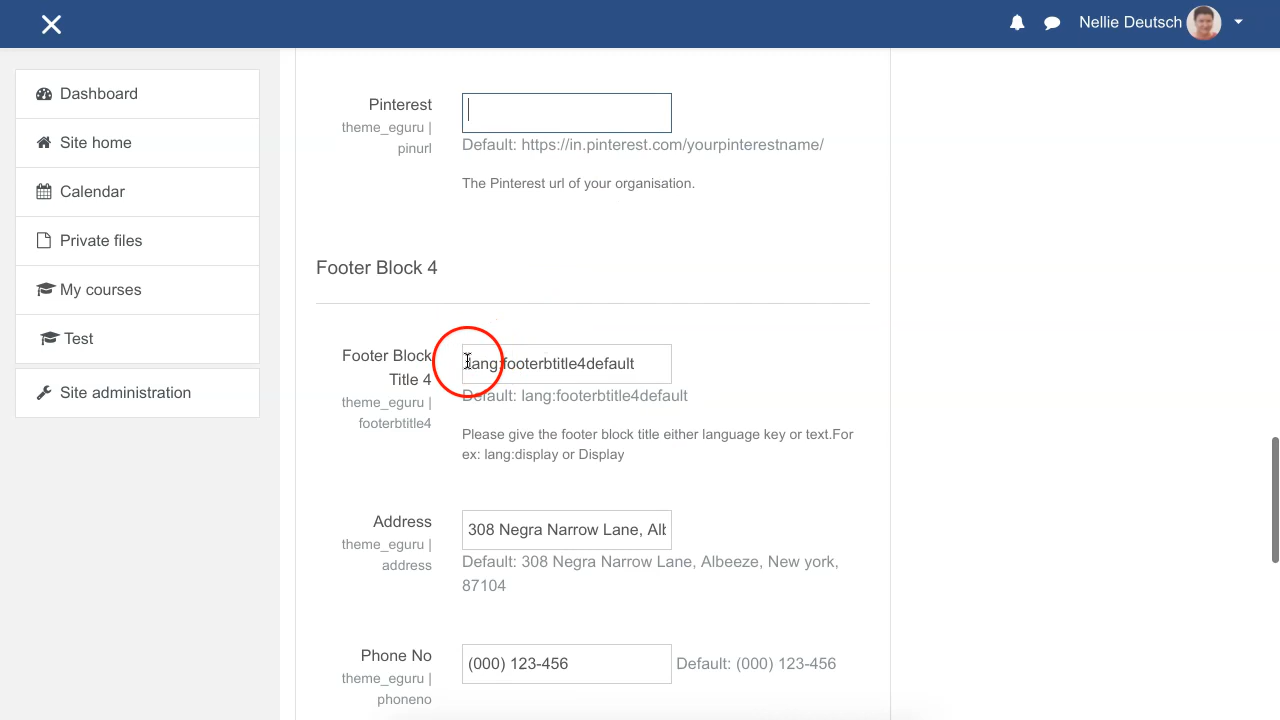 Nellie Deutsch
Dashboard
Site home
Calendar
Private files
My courses
Test
Site administration
Pinterest
theme_eguru |
pinurl
Default: https://in.pinterest.com/yourpinterestname/
The Pinterest url of your organisation.
Footer Block 4
Footer Block
Title 4
theme_eguru |
footerbtitle4
lang:footerbtitle4default
Default: lang:footerbtitle4default
Please give the footer block title either language key or text.For
ex: lang:display or Display
Address
theme_eguru |
address
308 Negra Narrow Lane, Alb
Default: 308 Negra Narrow Lane, Albeeze, New york,
87104
Phone No
theme_eguru |
phoneno
(000) 123-456
Default: (000) 123-456